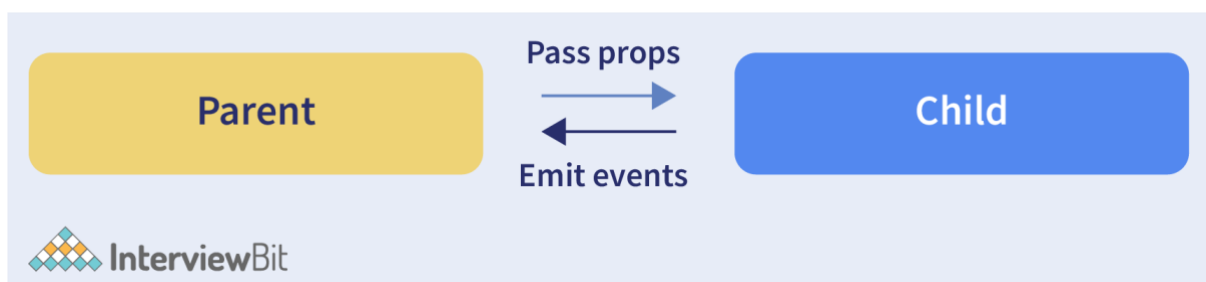 Pass props
Parent
Child
Emit events
InterviewBit